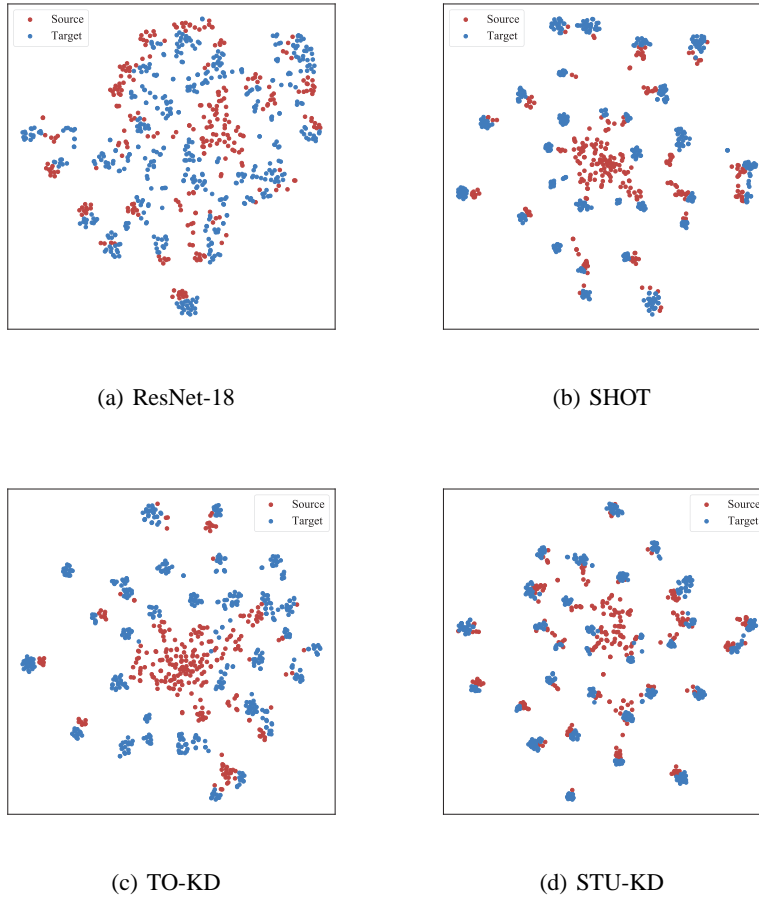 Source
Target
Source
Target
(a) ResNet-18
(b) SHOT
Source
Target
Source
Target
(c) TO-KD
(d) STU-KD